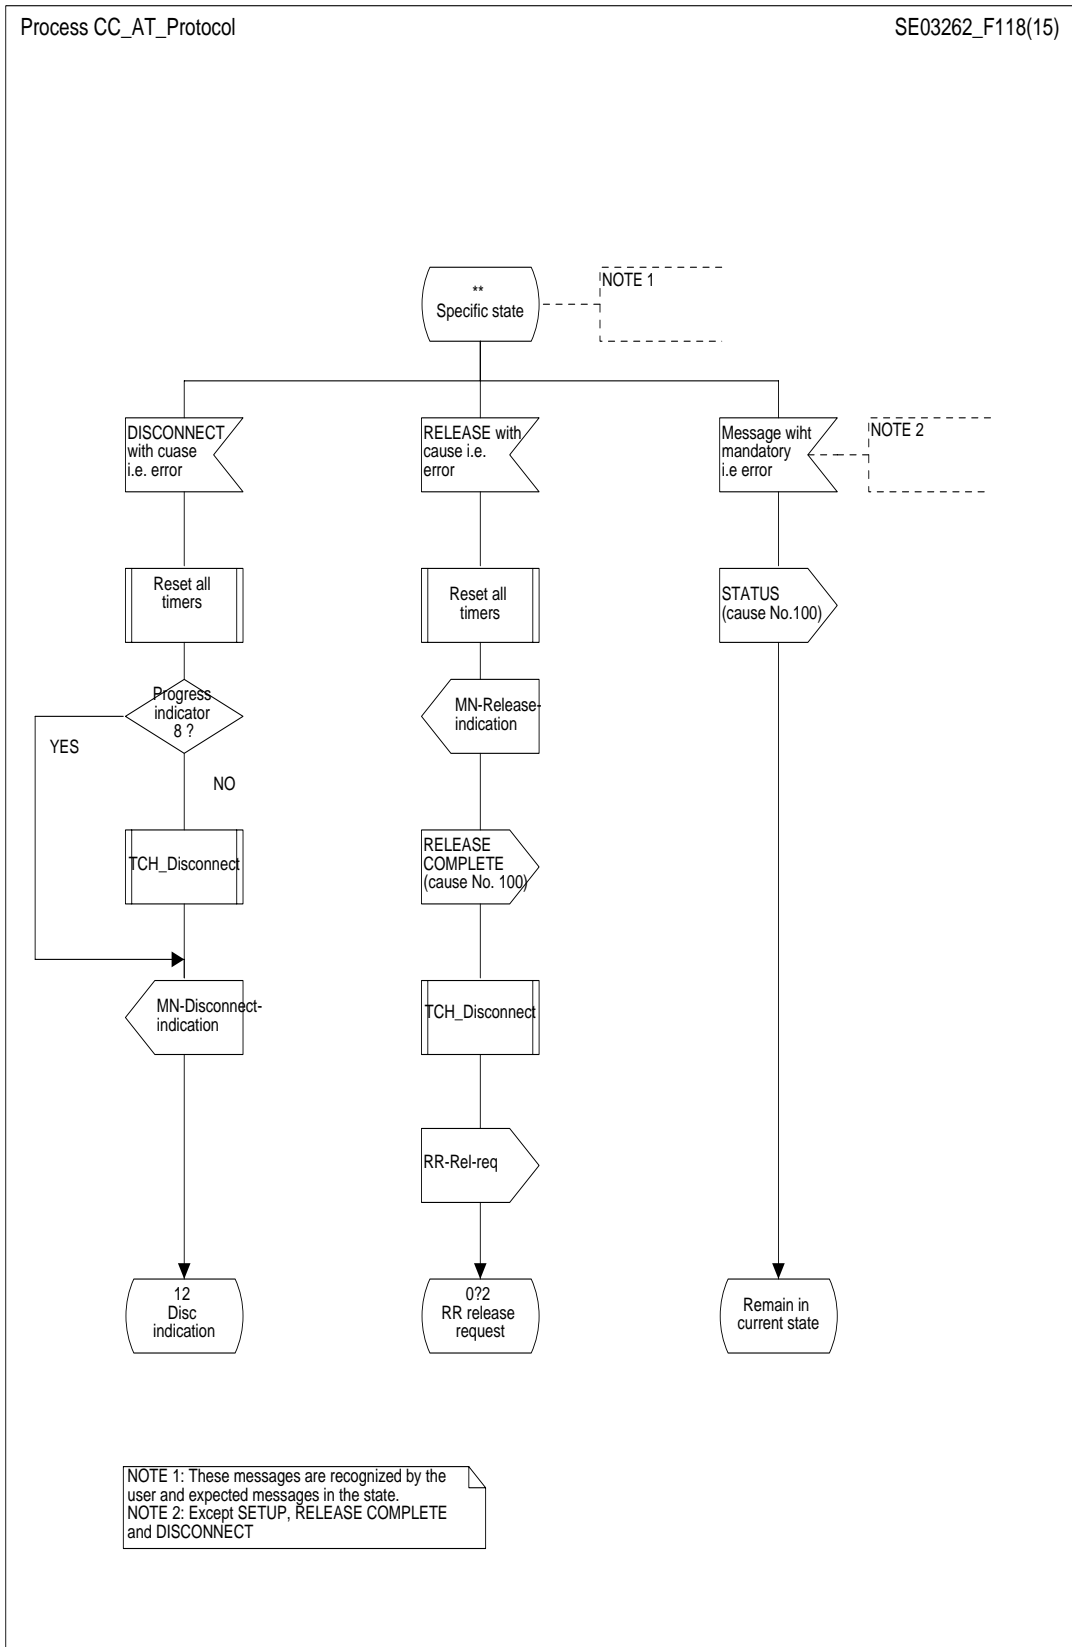 Process CC_AT_Protocol
SE03262_F118(15)
**
Specific state
NOTE 1
DISCONNECT
with cuase
i.e. error
RELEASE with
cause i.e.
error
Message wiht
mandatory
i.e error
NOTE 2
Reset all
timers
Reset all
timers
STATUS
(cause No.100)
Progress
indicator
8 ?
YES
NO
MN-Release-
indication
TCH_Disconnect
RELEASE
COMPLETE
(cause No. 100)
MN-Disconnect-
indication
TCH_Disconnect
RR-Rel-req
12
Disc
indication
0?2
RR release
request
Remain in
current state
NOTE 1: These messages are recognized by the
user and expected messages in the state.
NOTE 2: Except SETUP, RELEASE COMPLETE
and DISCONNECT